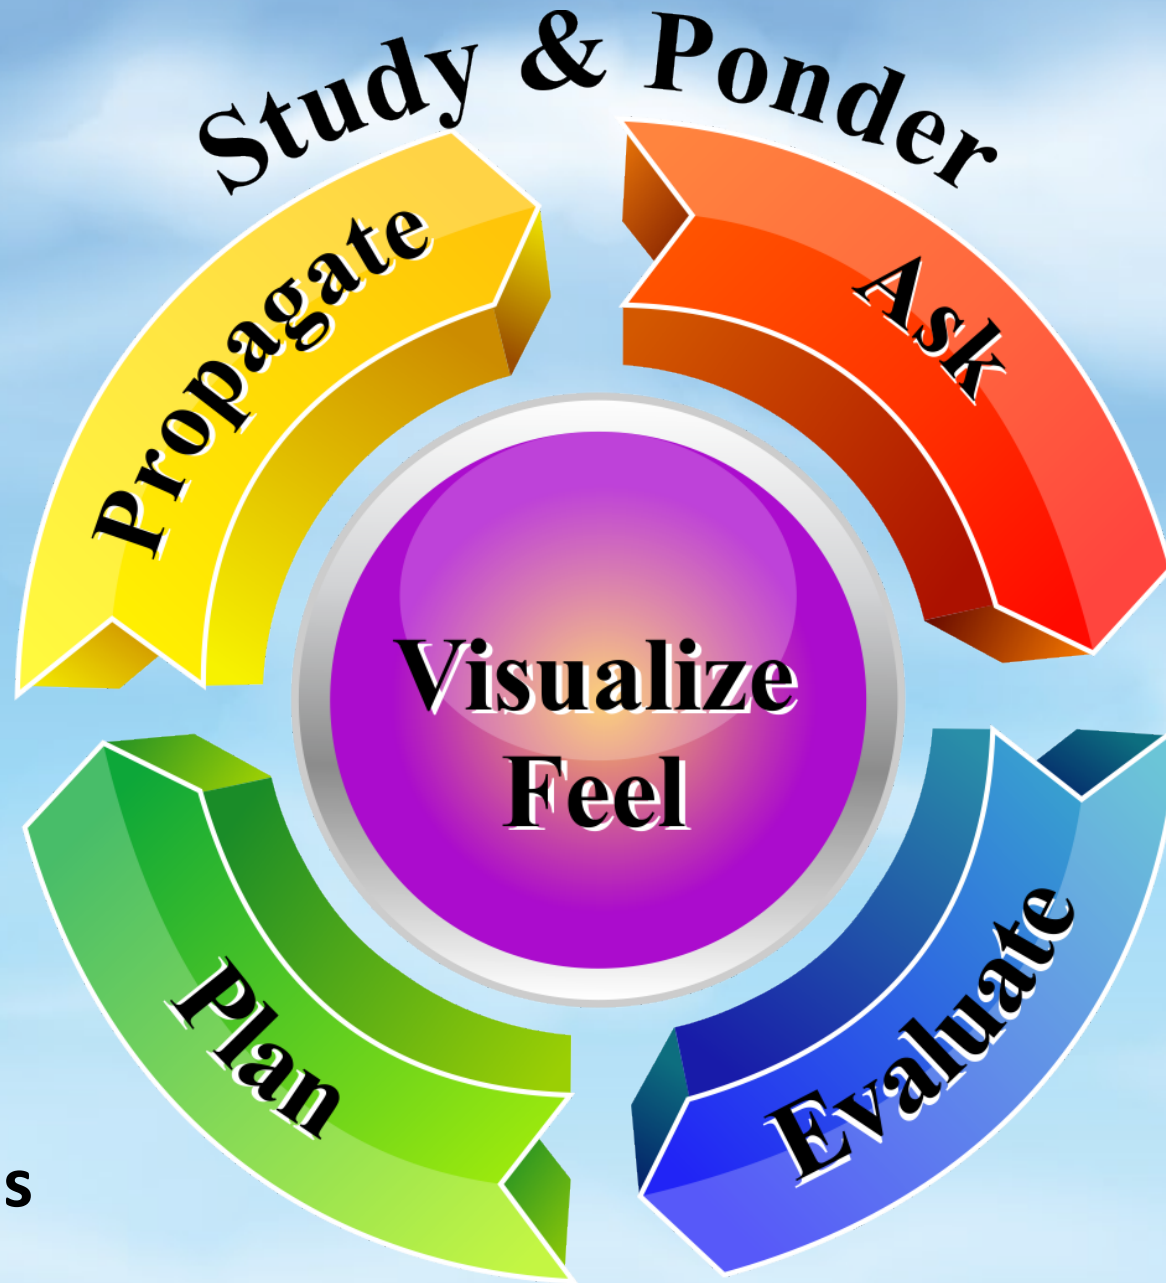 Study & Ponder
Propagate
Ask
Visualize
Feel
Plan
Evaluate
s